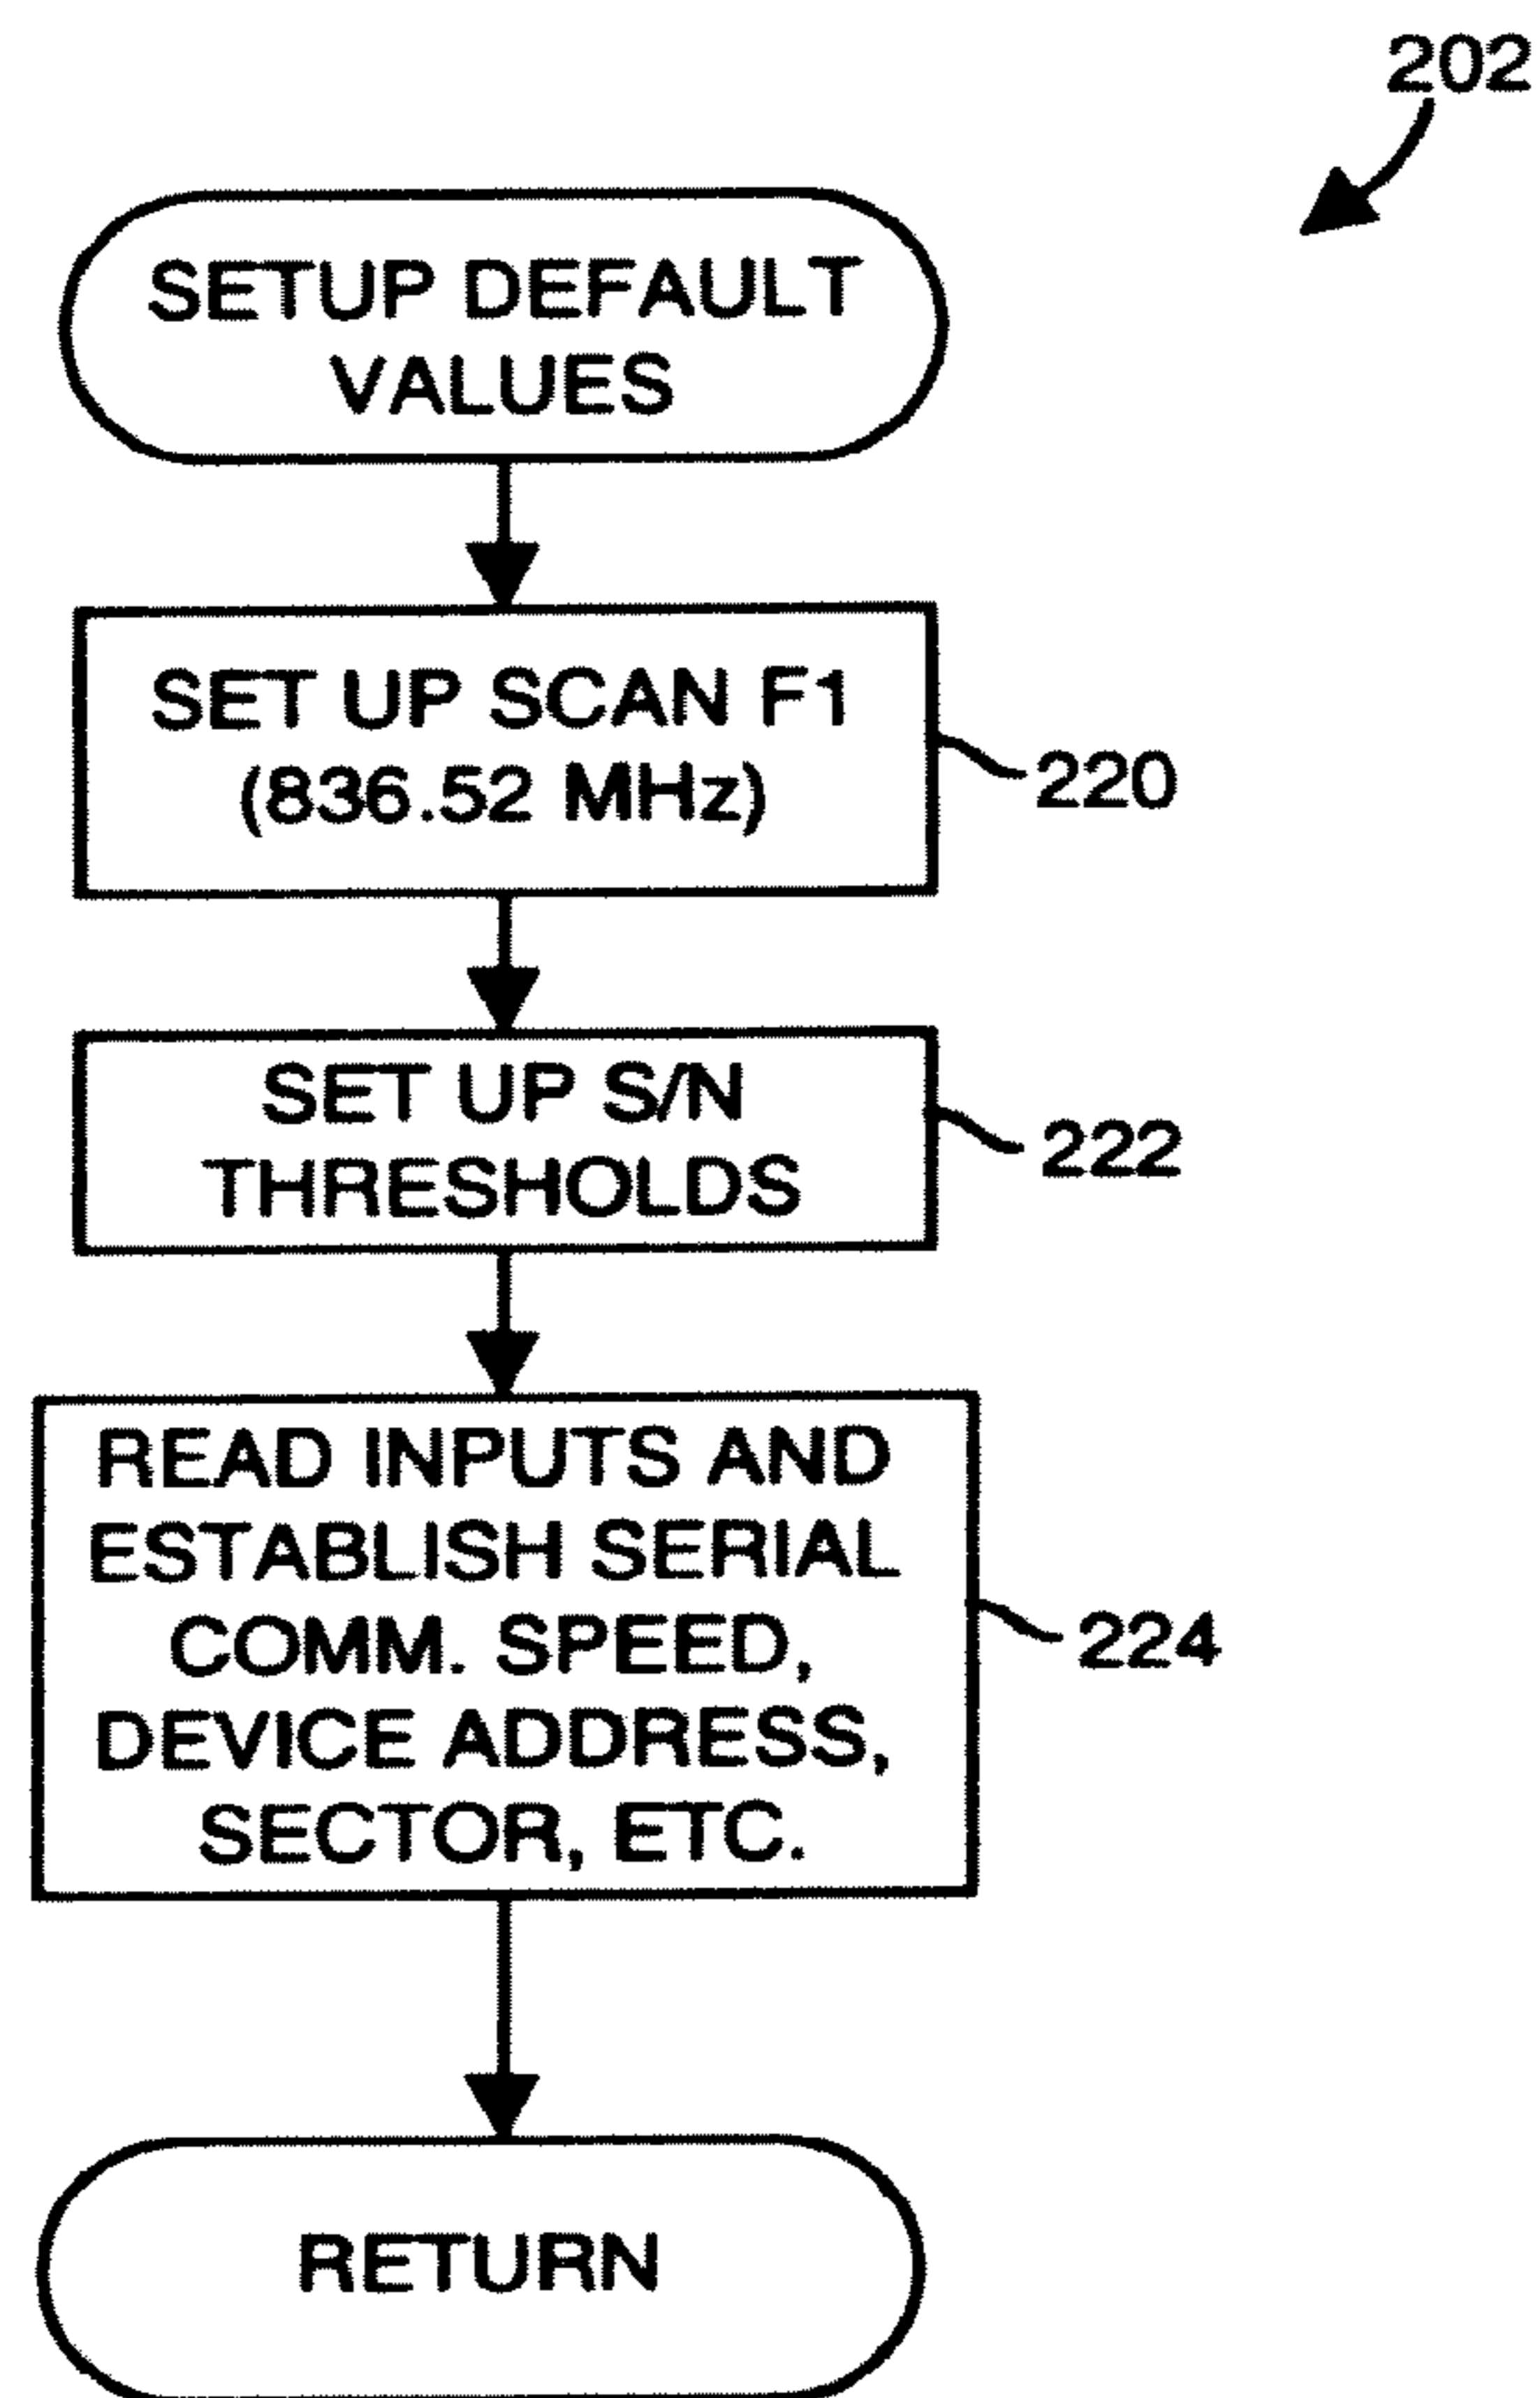 202
SETUP DEFAULT
VALUES
SET UP SCAN F1
(836.52 MHz)
220
SET UP S/N
THRESHOLDS
222
READ INPUTS AND
ESTABLISH SERIAL
COMM. SPEED,
DEVICE ADDRESS,
SECTOR, ETC.
224
RETURN